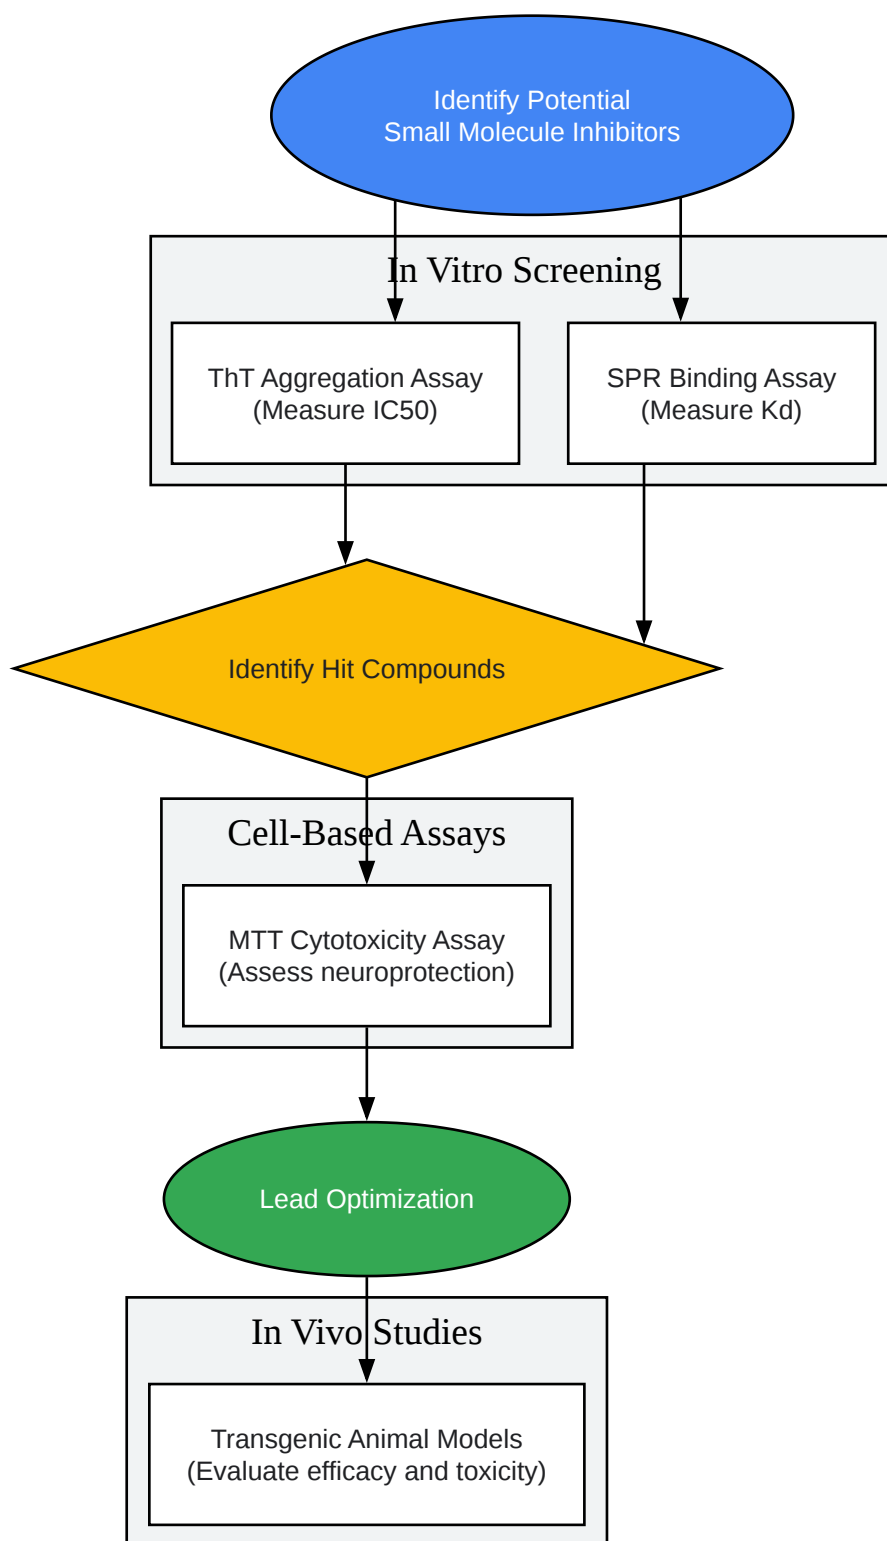 Identify Potential
Small Molecule Inhibitors
In Vitro Screening
ThT Aggregation Assay
(Measure IC50)
SPR Binding Assay
(Measure Kd)
Identify Hit Compounds
Cell-Based Assays
MTT Cytotoxicity Assay
(Assess neuroprotection)
Lead Optimization
In Vivo Studies
Transgenic Animal Models
(Evaluate efficacy and toxicity)